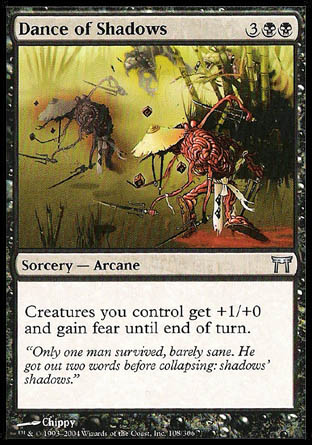 Dance of Shadows 3
Sorcery — Arcane
Creatures you control get +1/+0
and gain fear until end of turn.
"Only one man survived, barely sane. He
got out two words before collapsing: shadows'
shadows."
Chippy
™ & © 1993–2004 Wizards of the Coast, Inc. 108/306